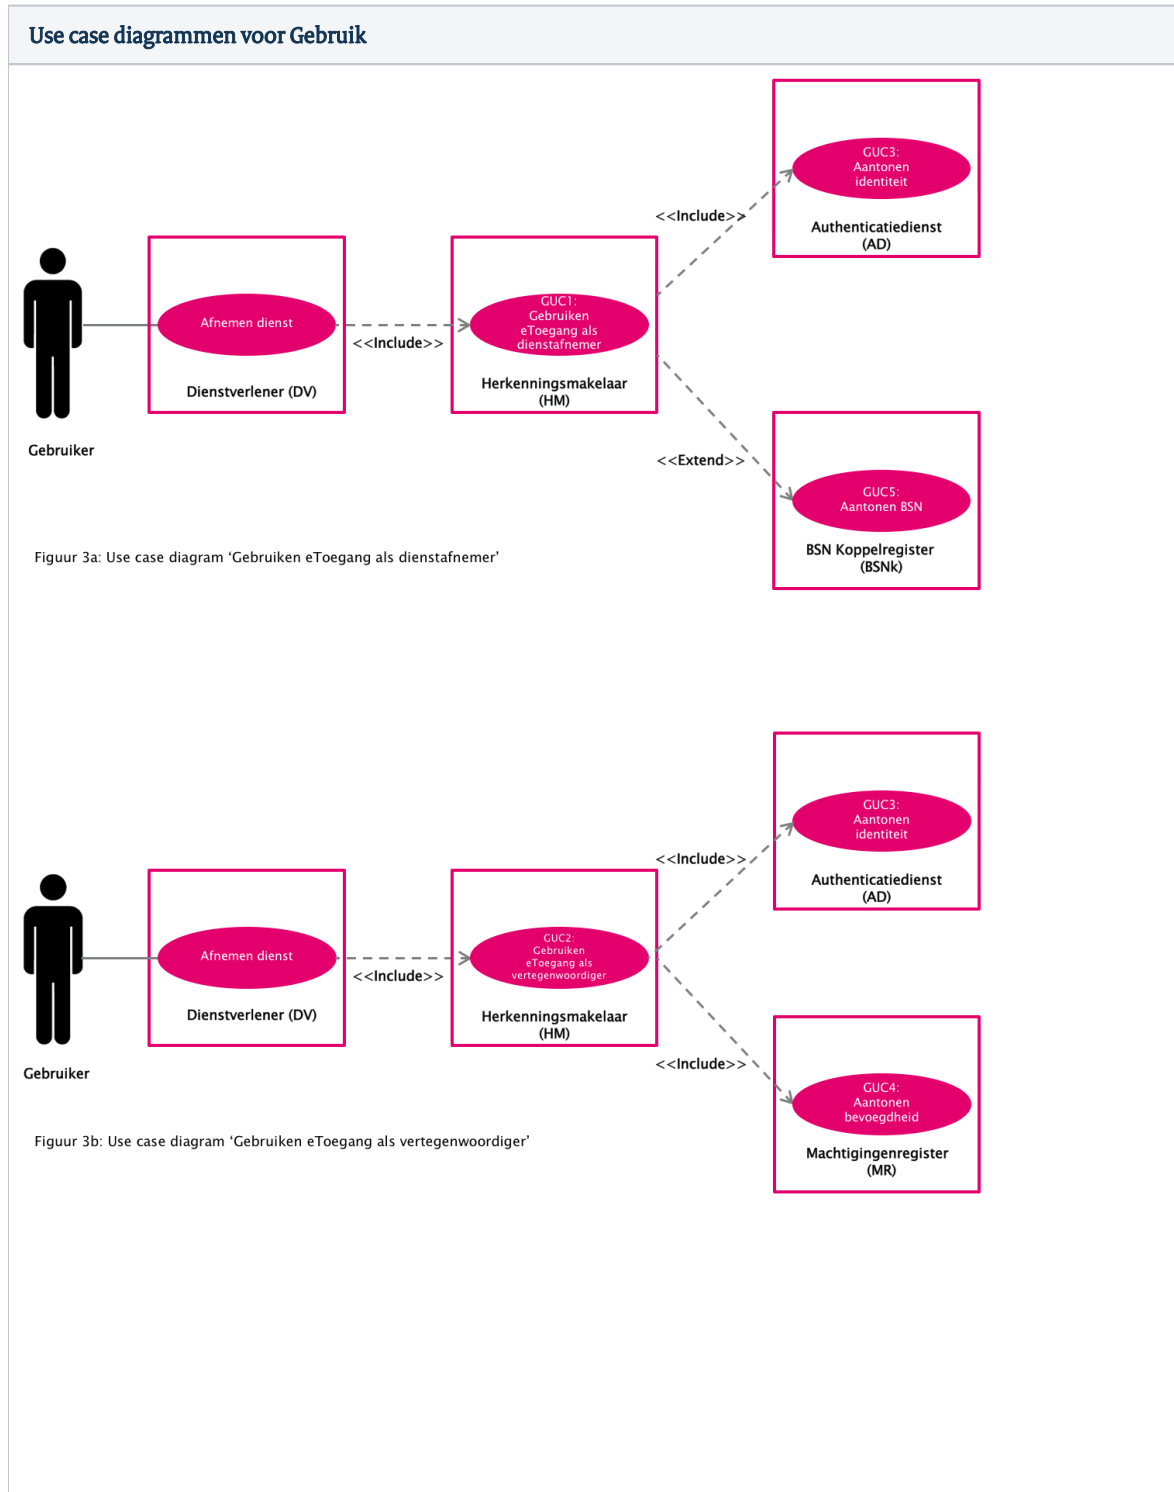 Use case diagrammen voor Gebruik
GUC3:
Aantonen
identiteit
Authenticatiedienst
(AD)
<<Include>>
Afnemen dienst
<<Include>>
Dienstverlener (DV)
GUC1:
Gebruiken
eToegang als
dienstafnemer
Herkenningsmakelaar
(HM)
Gebruiker
<<Extend>>
GUC5:
Aantonen BSN
BSN Koppelregister
(BSNk)
Figuur 3a: Use case diagram ‘Gebruiken eToegang als dienstafnemer’
GUC3:
Aantonen
identiteit
Authenticatiedienst
(AD)
<<Include>>
Afnemen dienst
<<Include>>
Dienstverlener (DV)
GUC2:
Gebruiken
eToegang als
vertegenwoordiger
Herkenningsmakelaar
(HM)
Gebruiker
<<Include>>
GUC4:
Aantonen
bevoegdheid
Machtigingenregister
(MR)
Figuur 3b: Use case diagram ‘Gebruiken eToegang als vertegenwoordiger’